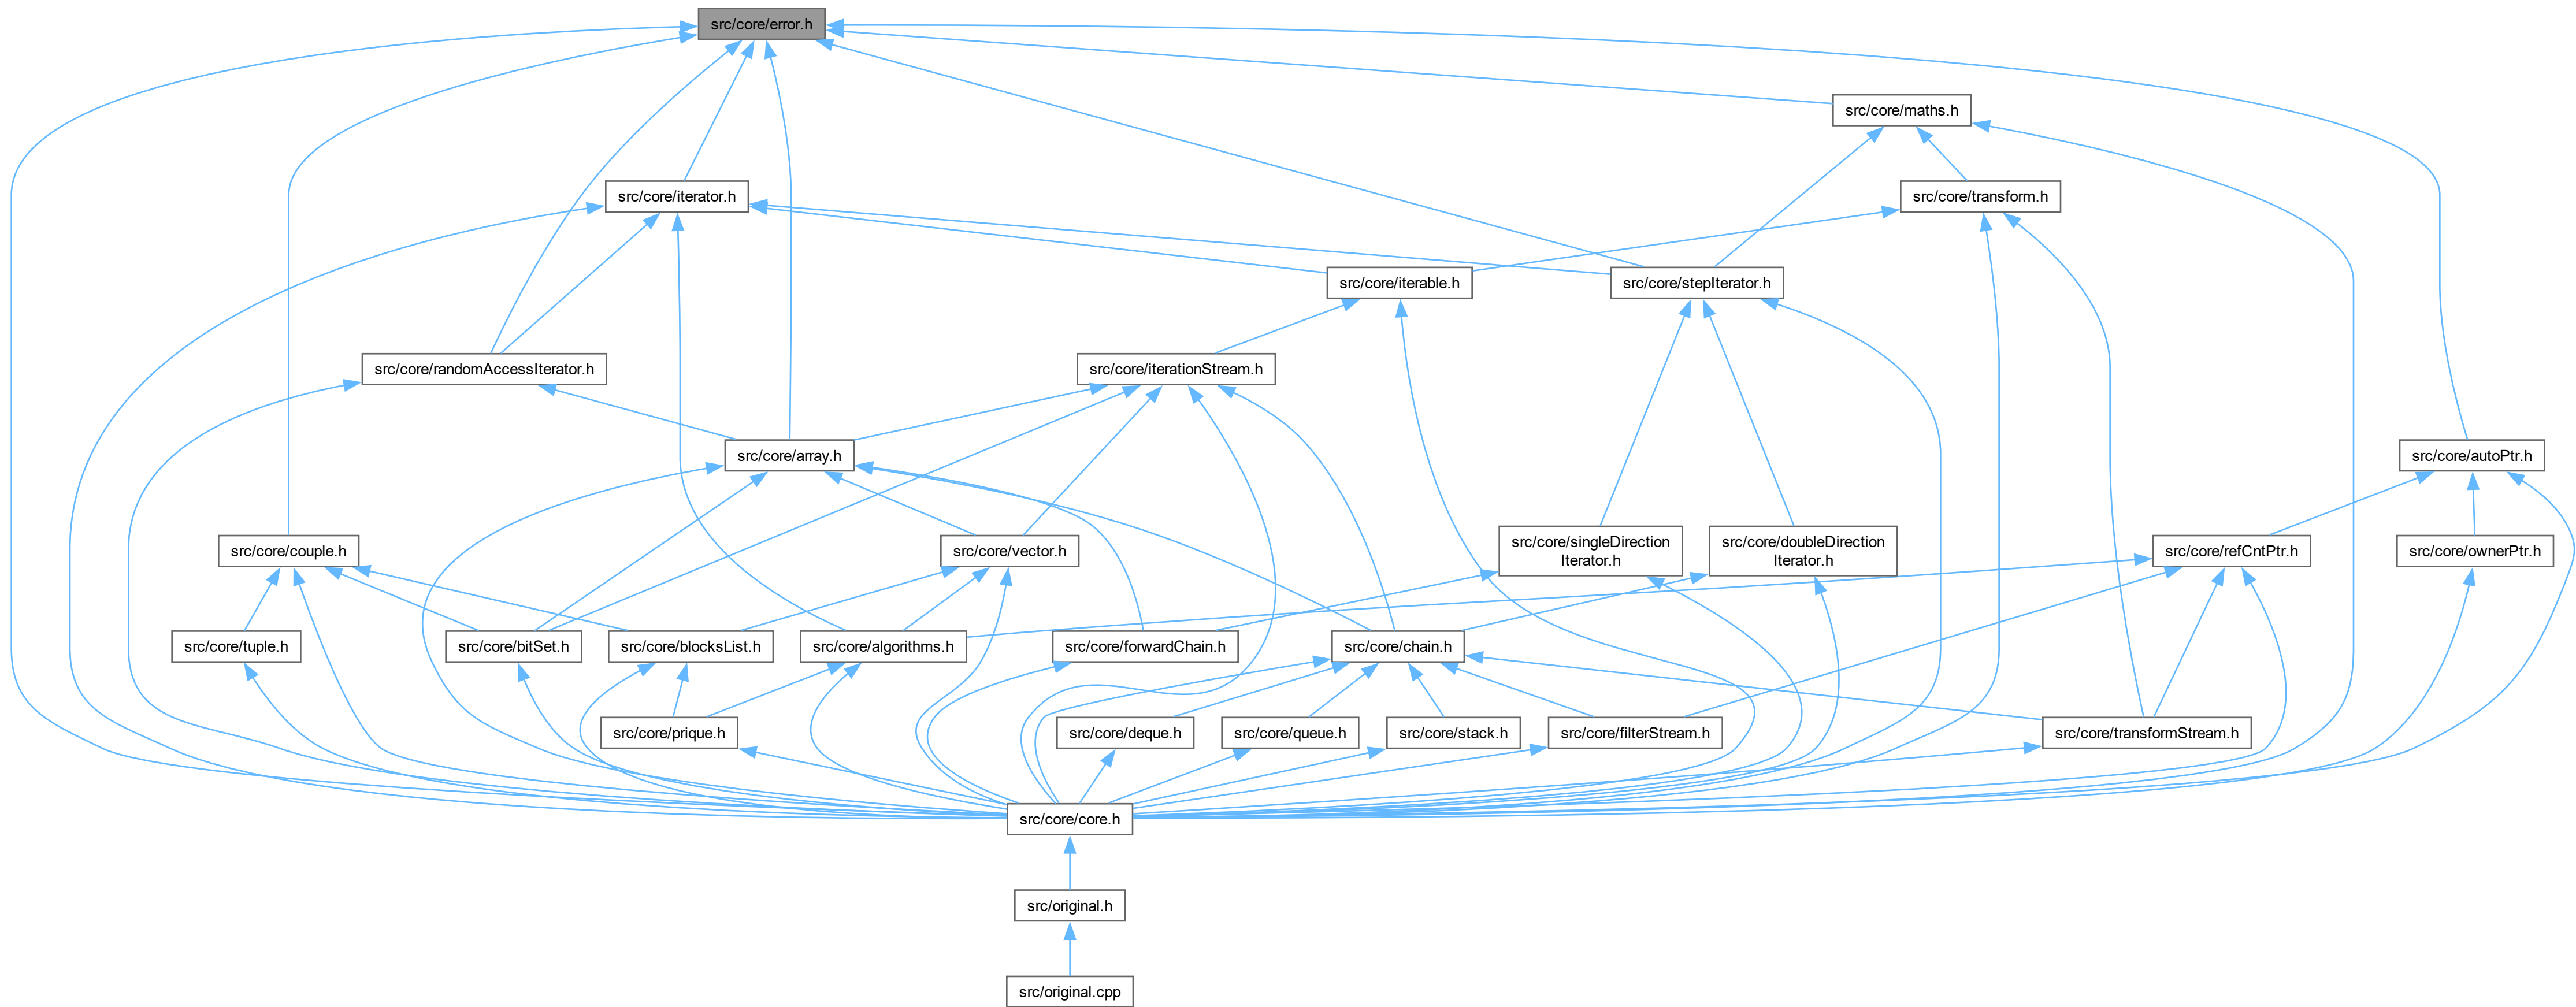 src/core/error.h
src/core/maths.h
src/core/iterator.h
src/core/transform.h
src/core/iterable.h
src/core/stepIterator.h
src/core/randomAccessIterator.h
src/core/iterationStream.h
src/core/array.h
src/core/autoPtr.h
src/core/couple.h
src/core/vector.h
src/core/singleDirection
Iterator.h
src/core/doubleDirection
Iterator.h
src/core/refCntPtr.h
src/core/ownerPtr.h
src/core/tuple.h
src/core/bitSet.h
src/core/blocksList.h
src/core/algorithms.h
src/core/forwardChain.h
src/core/chain.h
src/core/prique.h
src/core/deque.h
src/core/queue.h
src/core/stack.h
src/core/filterStream.h
src/core/transformStream.h
src/core/core.h
src/original.h
src/original.cpp